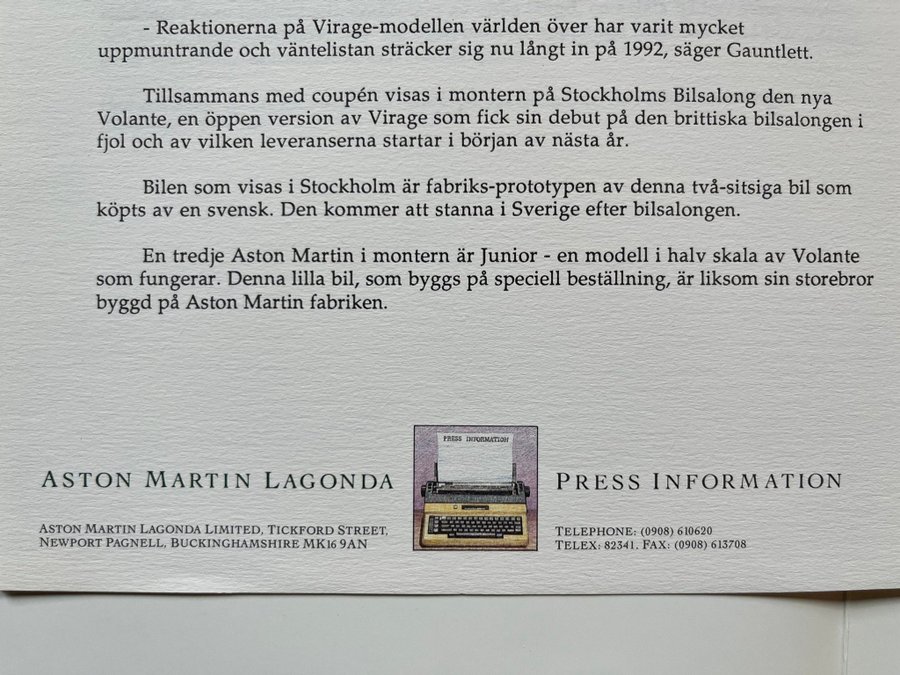 - Reaktionerna på Virage-modellen världen över har varit mycket
uppmuntrande och väntelistan sträcker sig nu långt in på 1992, säger Gauntlett.
Tillsammans med coupén visas i montern på Stockholms Bilsalong den nya
Volante, en öppen version av Virage som fick sin debut på den brittiska bilsalongen i
fjol och av vilken leveranserna startar i början av nästa år.
Bilen som visas i Stockholm är fabriks-prototypen av denna två-sitsiga bil som
köpts av en svensk. Den kommer att stanna i Sverige efter bilsalongen.
En tredje Aston Martin i montern är Junior - en modell i halv skala av Volante
som fungerar. Denna lilla bil, som byggs på speciell beställning, är liksom sin storebror
byggd på Aston Martin fabriken.
PRESS INFORMATION
ASTON MARTIN LAGONDA
PRESS INFORMATION
ASTON MARTIN LAGONDA LIMITED, TICKFORD STREET,
NEWPORT PAGNELL, BUCKINGHAMSHIRE MK16 9AN
TELEPHONE: (0908) 610620
TELEX: 82341. FAX: (0908) 613708